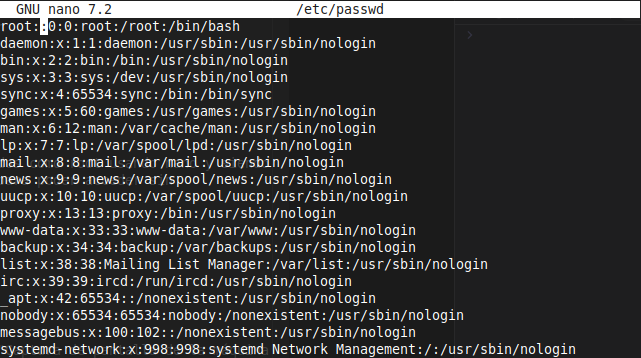 GNU nano 7.2 /etc/passwd
root::0:0:root:/root:/bin/bash
daemon:x:1:1:daemon:/usr/sbin:/usr/sbin/nologin
bin:x:2:2:bin:/bin:/usr/sbin/nologin
sys:x:3:3:sys:/dev:/usr/sbin/nologin
sync:x:4:65534:sync:/bin:/bin/sync
games:x:5:60:games:/usr/games:/usr/sbin/nologin
man:x:6:12:man:/var/cache/man:/usr/sbin/nologin
lp:x:7:7:lp:/var/spool/lpd:/usr/sbin/nologin
mail:x:8:8:mail:/var/mail:/usr/sbin/nologin
news:x:9:9:news:/var/spool/news:/usr/sbin/nologin
uucp:x:10:10:uucp:/var/spool/uucp:/usr/sbin/nologin
proxy:x:13:13:proxy:/bin:/usr/sbin/nologin
www-data:x:33:33:www-data:/var/www:/usr/sbin/nologin
backup:x:34:34:backup:/var/backups:/usr/sbin/nologin
list:x:38:38:Mailing List Manager:/var/list:/usr/sbin/nologin
irc:x:39:39:ircd:/run/ircd:/usr/sbin/nologin
_apt:x:42:65534::/nonexistent:/usr/sbin/nologin
nobody:x:65534:65534:nobody:/nonexistent:/usr/sbin/nologin
messagebus:x:100:102::/nonexistent:/usr/sbin/nologin
systemd-network:x:998:998:systemd Network Management:/:/usr/sbin/nologin